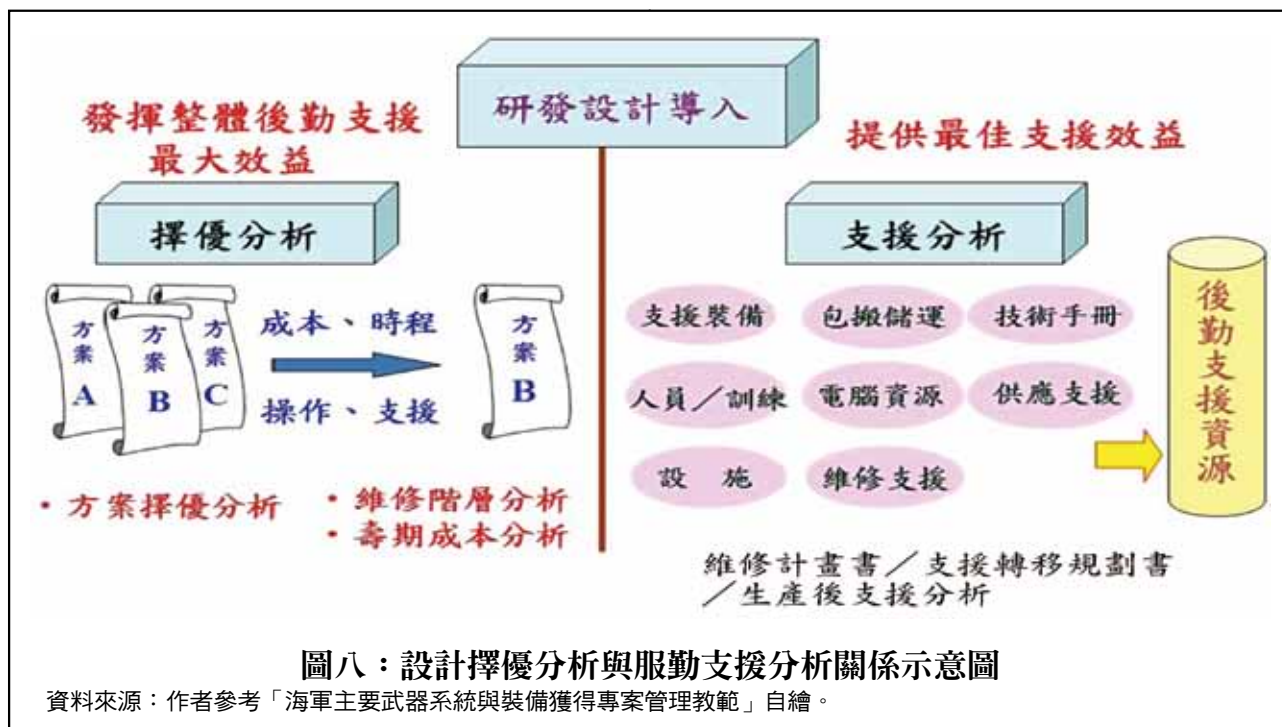 研發設計導入
發揮整體後勤支援
最大效益
擇優分析
方案A
方案B
方案C
成本、時程
操作、支援
方案B
• 方案擇優分析
• 維修階層分析
• 壽期成本分析
提供最佳支援效益
支援分析
支援裝備
包搬儲運
技術手冊
人員／訓練
電腦資源
供應支援
設 施
維修支援
後勤支援資源
維修計畫書／支援轉移規劃書
／生產後支援分析
圖八：設計擇優分析與服勤支援分析關係示意圖
資料來源：作者參考「海軍主要武器系統與裝備獲得專案管理教範」自繪。